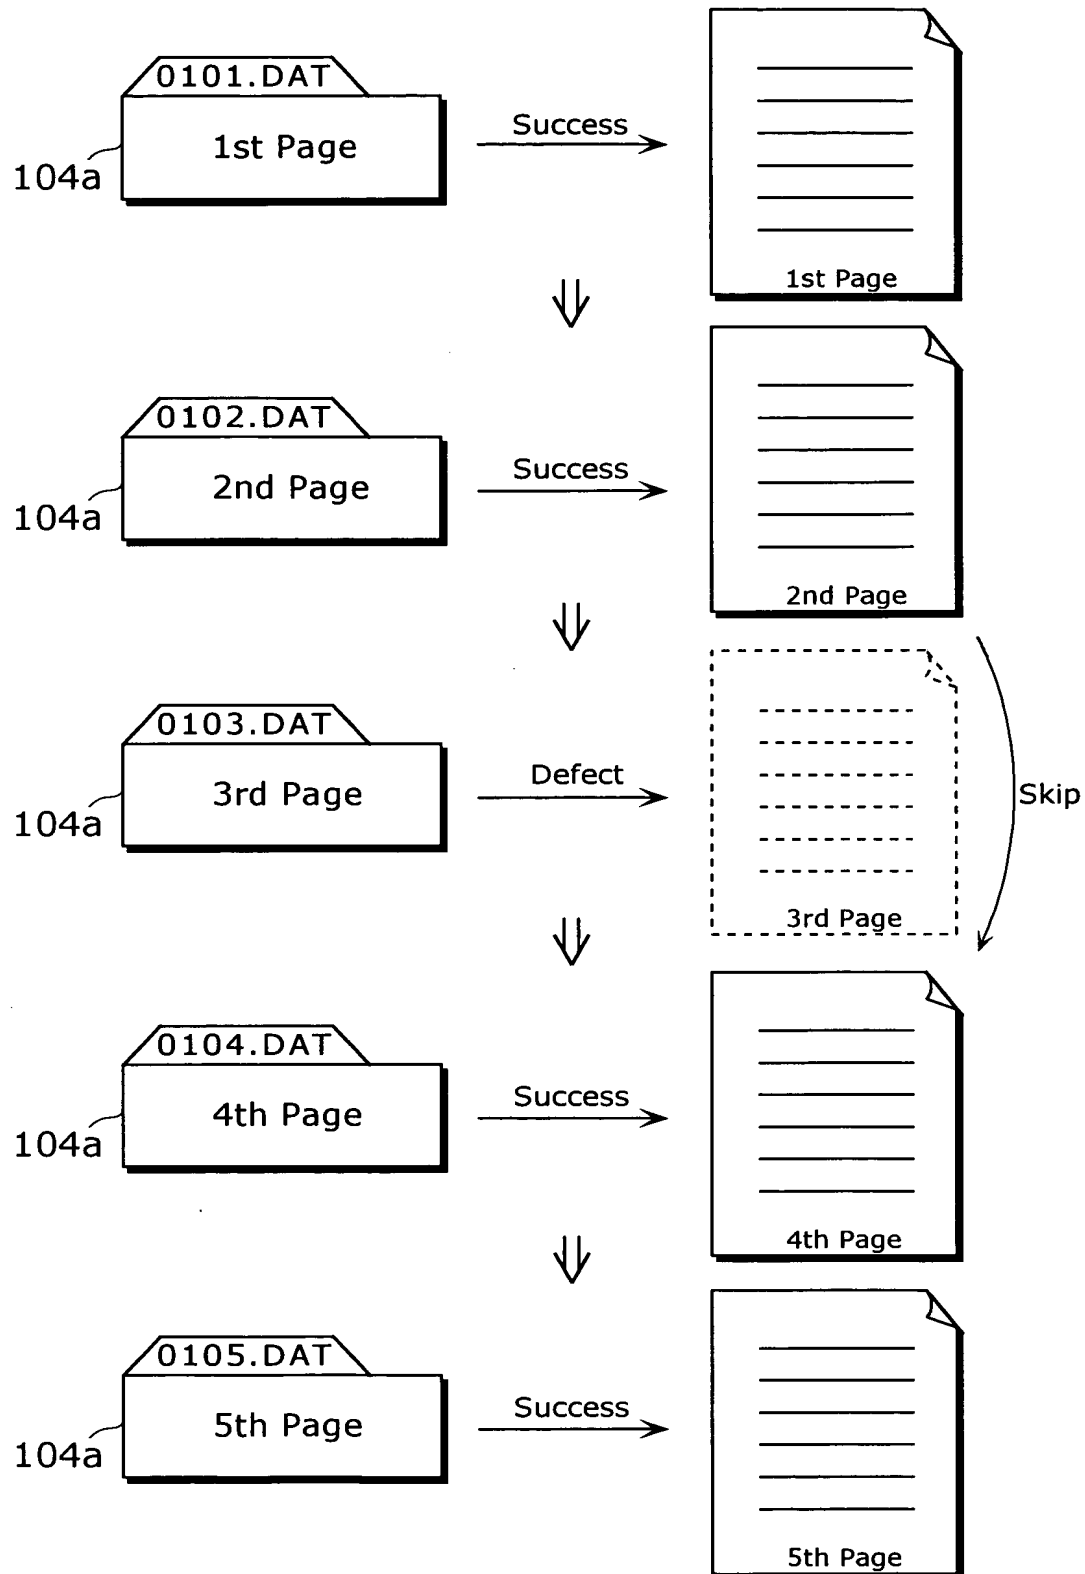 0101.DAT
1st Page
104a
Success
1st Page
0102.DAT
2nd Page
104a
Success
2nd Page
0103.DAT
3rd Page
104a
Defect
3rd Page
Skip
0104.DAT
4th Page
104a
Success
4th Page
0105.DAT
5th Page
104a
Success
5th Page